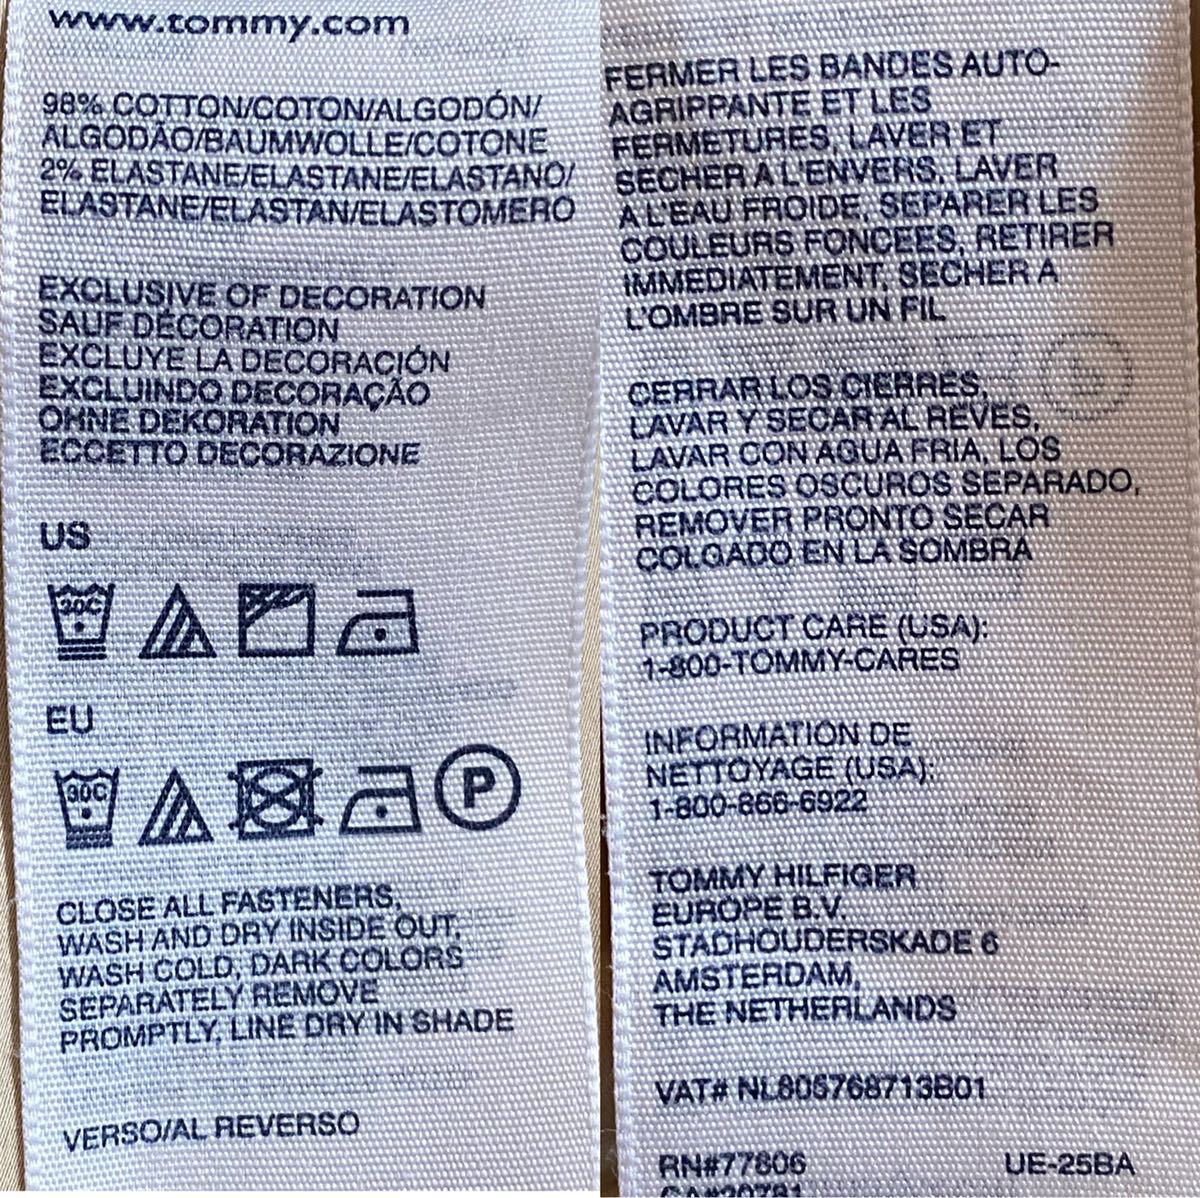 www.tommy.com
98% COTTON/COTON/ALGODÓN/
ALGODÃO/BAUMWOLLE/COTONE
2% ELASTANE/ELASTANE/ELASTANO/
ELASTANE/ELASTAN/ELASTOMERO
EXCLUSIVE OF DECORATION
SAUF DÉCORATION
EXCLUYE LA DECORACIÓN
EXCLUINDO DECORAÇÃO
OHNE DEKORATION
ECCETTO DECORAZIONE
US
30C
EU
30C
P
CLOSE ALL FASTENERS,
WASH AND DRY INSIDE OUT,
WASH COLD, DARK COLORS
SEPARATELY REMOVE
PROMPTLY, LINE DRY IN SHADE
VERSO/AL REVERSO
FERMER LES BANDES AUTO-
AGRIPPANTE ET LES
FERMETURES, LAVER ET
SECHER A L'ENVERS, LAVER
A L'EAU FROIDE, SEPARER LES
COULEURS FONCEES, RETIRER
IMMEDIATEMENT, SECHER A
L'OMBRE SUR UN FIL
CERRAR LOS CIERRES,
LAVAR Y SECAR AL REVES,
LAVAR CON AGUA FRIA, LOS
COLORES OSCUROS SEPARADO,
REMOVER PRONTO SECAR
COLGADO EN LA SOMBRA
PRODUCT CARE (USA):
1-800-TOMMY-CARES
INFORMATION DE
NETTOYAGE (USA):
1-800-866-6922
TOMMY HILFIGER
EUROPE B.V.
STADHOUDERSKADE 6
AMSTERDAM,
THE NETHERLANDS
VAT# NL805768713B01
RN#77806 UE-25BA
CA#20781